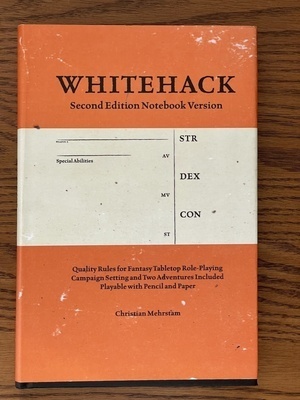 WHITEHACK
Second Edition Notebook Version
STR
Special Abilities
AV
DEX
MV
CON
ST
Quality Rules for Fantasy Tabletop Role-Playing
Campaign Setting and Two Adventures Included
Playable with Pencil and Paper
Christian Mehrstam